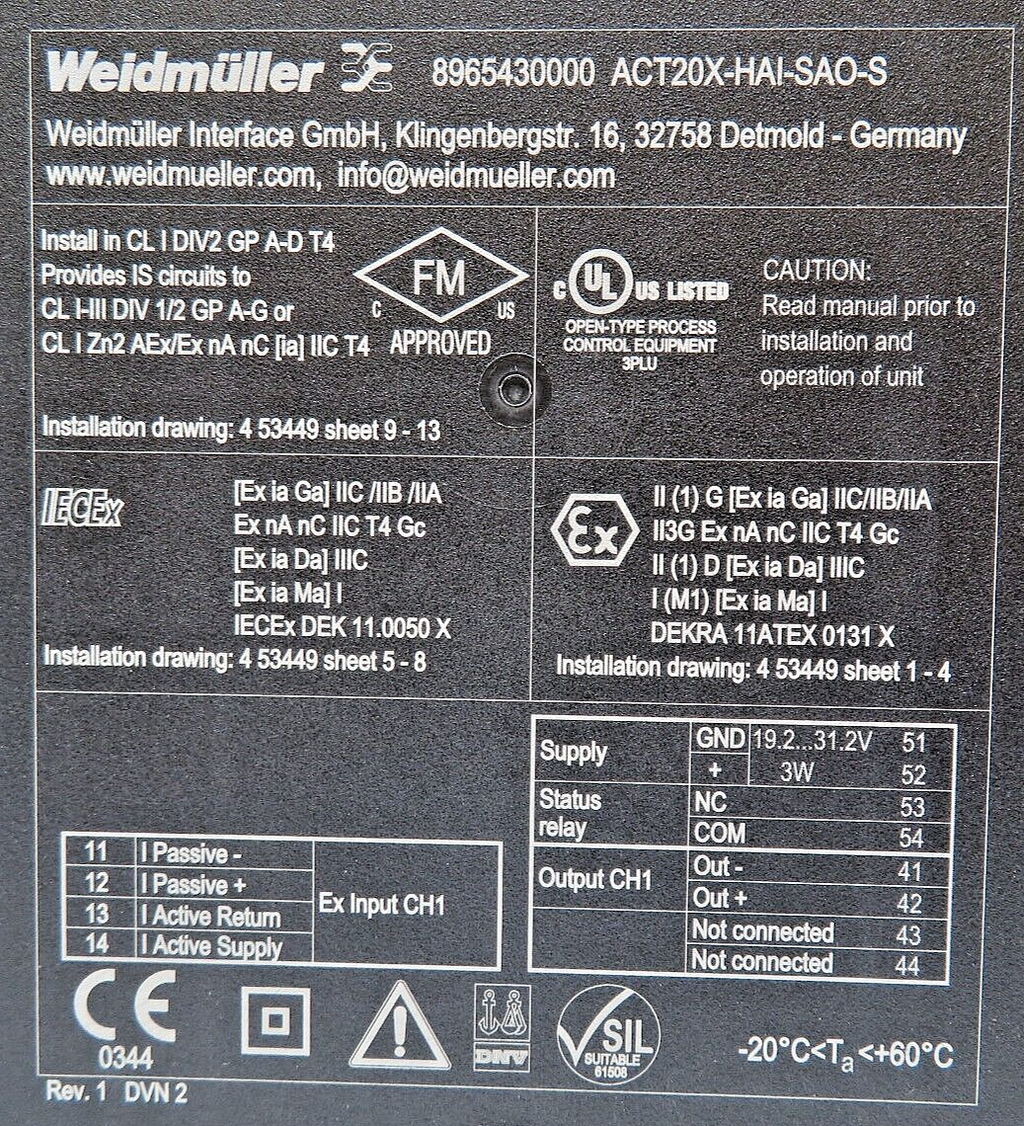 Weidmüller 8965430000 ACT20X-HAI-SAO-S
Weidmüller Interface GmbH, Klingenbergstr. 16, 32758 Detmold - Germany
www.weidmueller.com, info@weidmueller.com
Install in CL I DIV2 GP A-D T4
Provides IS circuits to
CL I-III DIV 1/2 GP A-G or
CL I Zn2 AEx/Ex nA nC [ia] IIC T4
FM
C US
APPROVED
Installation drawing: 4 53449 sheet 9 - 13
C UL US LISTED
OPEN-TYPE PROCESS
CONTROL EQUIPMENT
3PLU
CAUTION:
Read manual prior to
installation and
operation of unit
IECEx
[Ex ia Ga] IIC /IIB /IIA
Ex nA nC IIC T4 Gc
[Ex ia Da] IIIC
[Ex ia Ma] I
IECEx DEK 11.0050 X
Installation drawing: 4 53449 sheet 5 - 8
Ex
II (1) G [Ex ia Ga] IIC/IIB/IIA
II3G Ex nA nC IIC T4 Gc
II (1) D [Ex ia Da] IIIC
I (M1) [Ex ia Ma] I
DEKRA 11ATEX 0131 X
Installation drawing: 4 53449 sheet 1 - 4
11 I Passive -
12 I Passive +
13 I Active Return
14 I Active Supply
Ex Input CH1
Supply GND 19.2...31.2V 51
+ 3W 52
Status relay NC 53
COM 54
Output CH1 Out - 41
Out + 42
Not connected 43
Not connected 44
CE
0344
DNV
SIL
SUITABLE
61508
-20°C<Ta<+60°C
Rev. 1 DVN 2